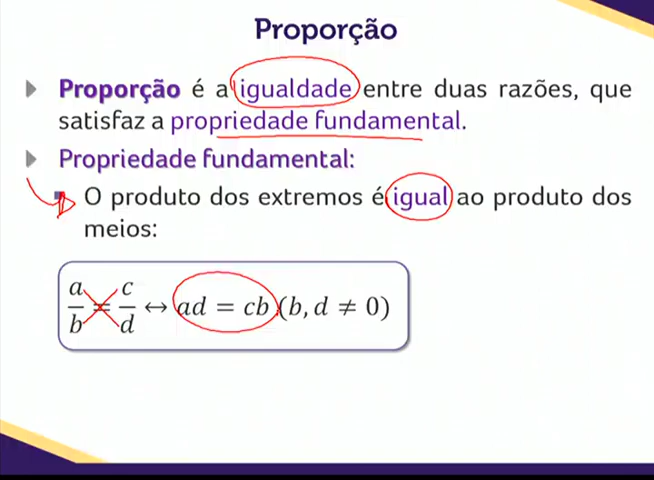 Proporção
Proporção é a igualdade entre duas razões, que
satisfaz a propriedade fundamental.
Propriedade fundamental:
O produto dos extremos é igual ao produto dos
meios:
a/b = c/d ↔ ad = cb (b, d ≠ 0)